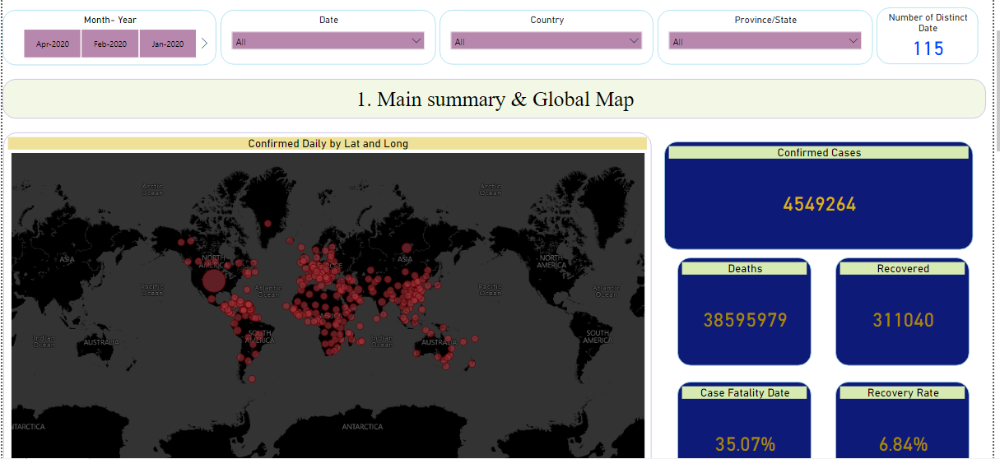 Month- Year
Apr-2020
Feb-2020
Jan-2020
Date
All
Country
All
Province/State
All
Number of Distinct
Date
115
1. Main summary & Global Map
Confirmed Daily by Lat and Long
Arctic
Ocean
Arctic
Ocean
ASIA
NORTH
AMERICA
ASIA
NORTH
AMERICA
Pacific
Ocean
Atlantic
Ocean
Pacific
Ocean
Atlantic
Ocean
Indian
Ocean
AUSTRALIA
SOUTH
AMERICA
Indian
Ocean
AUSTRALIA
SOUTH
AMERICA
ANTARCTICA
Confirmed Cases
4549264
Deaths
38595979
Recovered
311040
Case Fatality Date
35.07%
Recovery Rate
6.84%